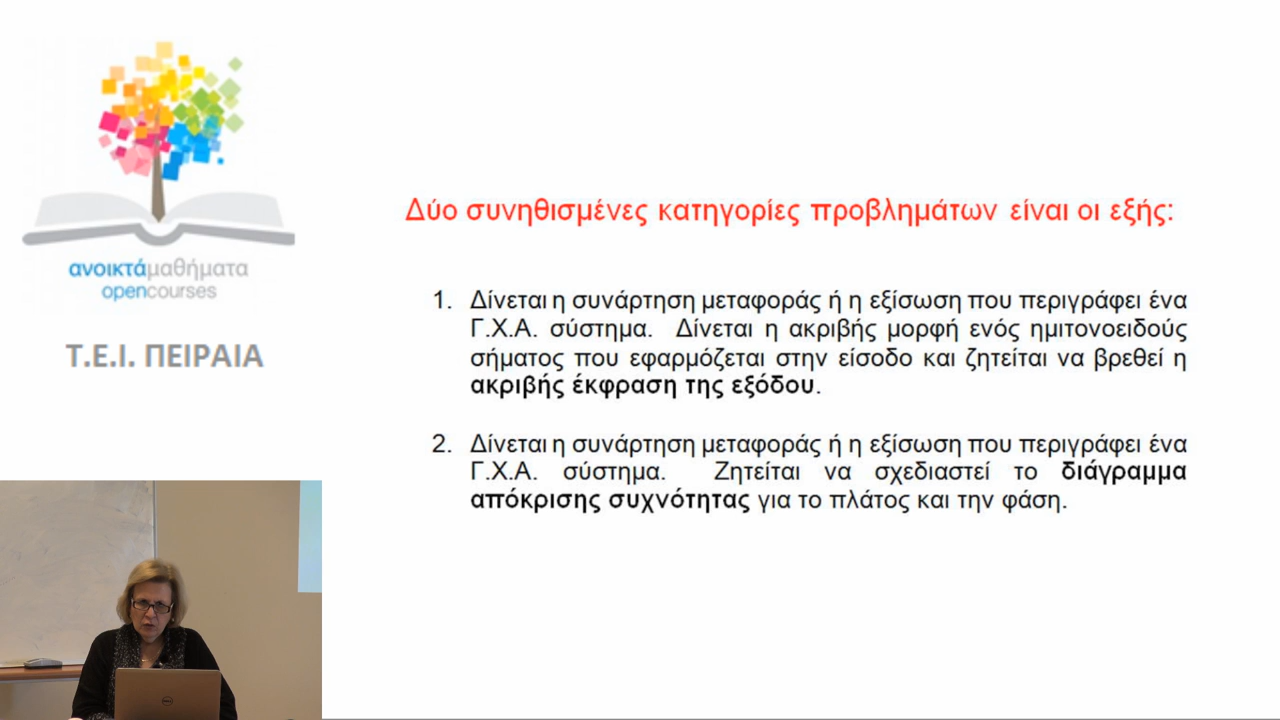 ανοικτάμαθήματα
opencourses
Τ.Ε.Ι. ΠΕΙΡΑΙΑ
Δύο συνηθισμένες κατηγορίες προβλημάτων είναι οι εξής:
1. Δίνεται η συνάρτηση μεταφοράς ή η εξίσωση που περιγράφει ένα
Γ.Χ.Α. σύστημα. Δίνεται η ακριβής μορφή ενός ημιτονοειδούς
σήματος που εφαρμόζεται στην είσοδο και ζητείται να βρεθεί η
ακριβής έκφραση της εξόδου.
2. Δίνεται η συνάρτηση μεταφοράς ή η εξίσωση που περιγράφει ένα
Γ.Χ.Α. σύστημα. Ζητείται να σχεδιαστεί το διάγραμμα
απόκρισης συχνότητας για το πλάτος και την φάση.